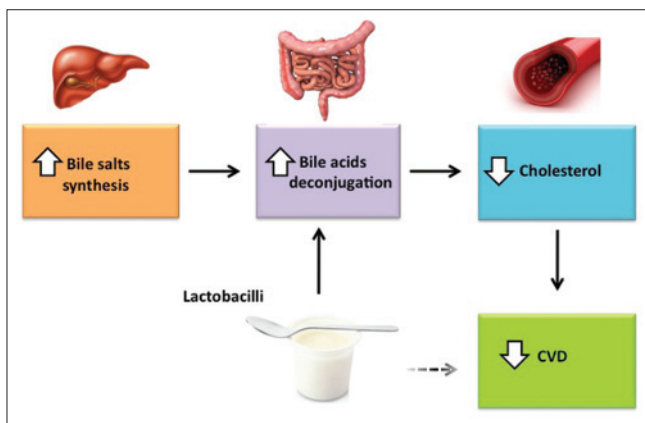 Bile salts
synthesis
Bile acids
deconjugation
Cholesterol
Lactobacilli
CVD